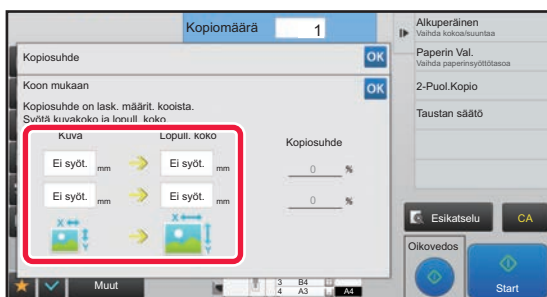 Kopiomäärä 1
Kopiosuhde OK
Koon mukaan OK
Kopiosuhde on lask. määrit. kooista.
Syötä kuvakoko ja lopull. koko
Kuva Lopull. koko
Kopiosuhde
Ei syöt. mm Ei syöt. mm 0 %
Ei syöt. mm Ei syöt. mm 0 %
X Y X Y
Muut
3 B4
4 A3 A4
Alkuperäinen
Vaihda kokoa/suuntaa
Paperin Val.
Vaihda paperinsyöttötasoa
2-Puol.Kopio
Taustan säätö
Esikatselu CA
Oikovedos
Start